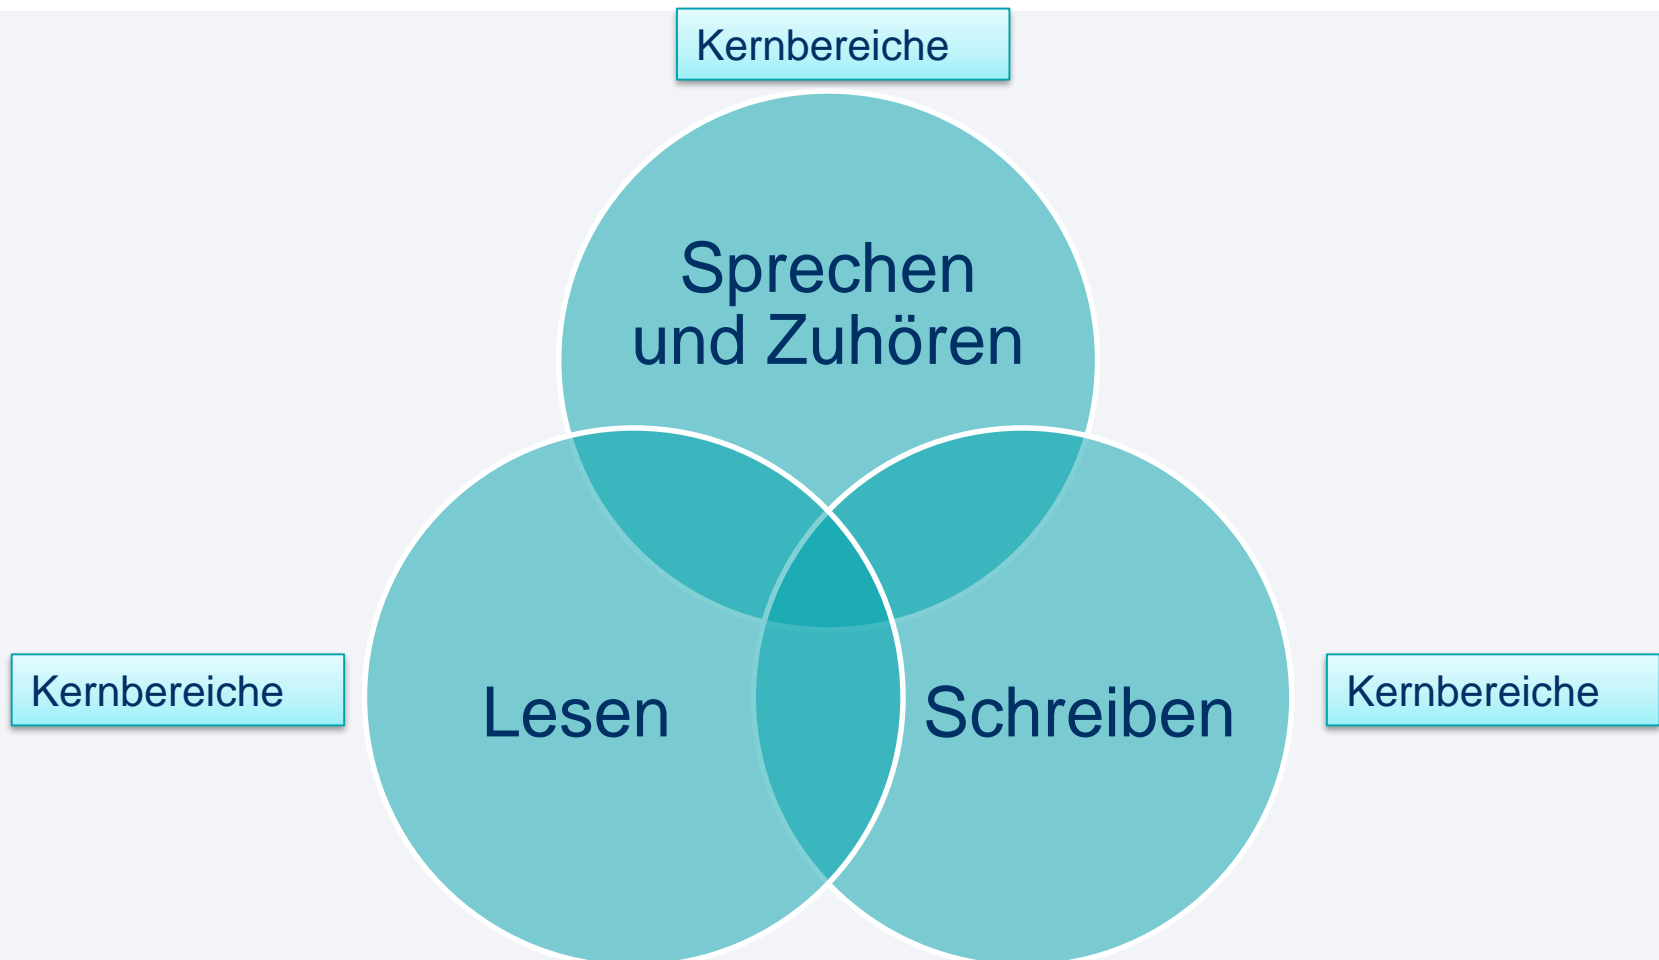 Kernbereiche
Sprechen
und Zuhören
Kernbereiche
Lesen
Schreiben
Kernbereiche